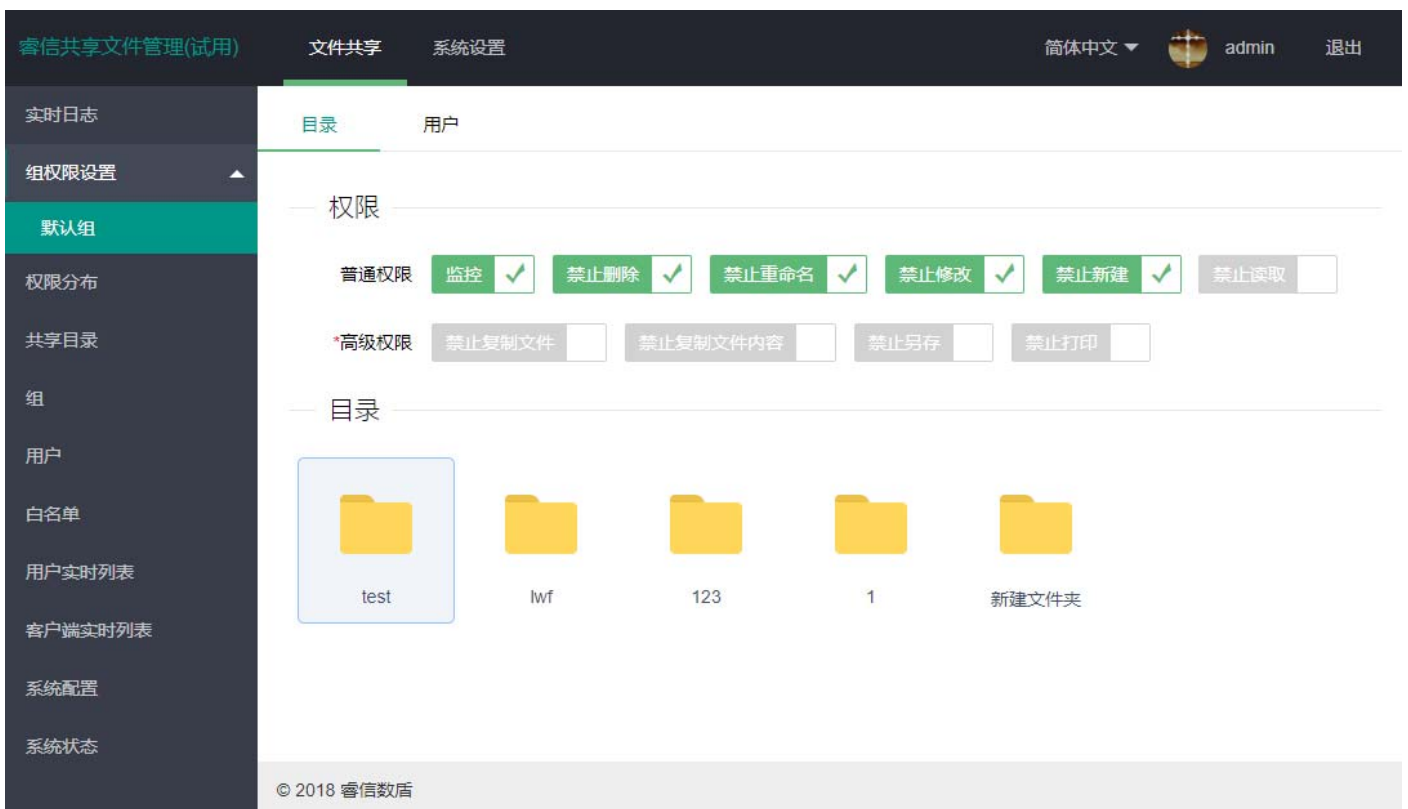 睿信共享文件管理(试用) 文件共享 系统设置 简体中文 admin 退出
实时日志
目录 用户
组权限设置
权限
默认组
普通权限 监控 禁止删除 禁止重命名 禁止修改 禁止新建 禁止读取
权限分布
*高级权限 禁止复制文件 禁止复制文件内容 禁止另存 禁止打印
共享目录
组
目录
用户
白名单
用户实时列表
test lwf 123 1 新建文件夹
客户端实时列表
系统配置
系统状态
© 2018 睿信数盾